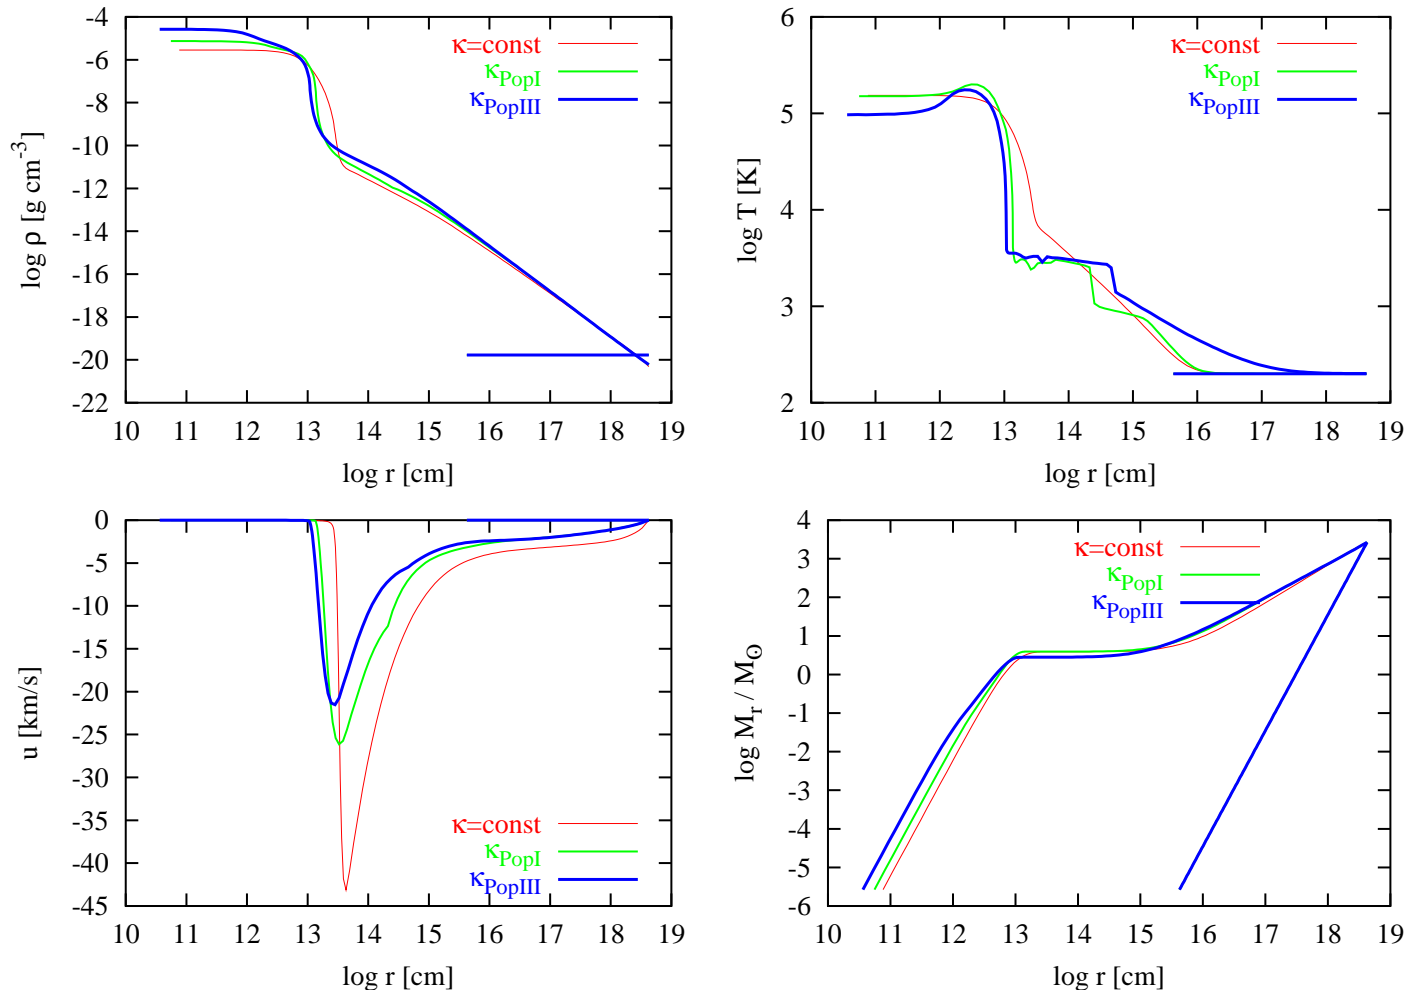 log ρ [g cm-3]
-4
-6
-8
-10
-12
-14
-16
-18
-20
-22
κ=const
κPopI
κPopIII
10 11 12 13 14 15 16 17 18 19
log r [cm]
log T [K]
6
5
4
3
2
κ=const
κPopI
κPopIII
10 11 12 13 14 15 16 17 18 19
log r [cm]
u [km/s]
0
-5
-10
-15
-20
-25
-30
-35
-40
-45
κ=const
κPopI
κPopIII
10 11 12 13 14 15 16 17 18 19
log r [cm]
log Mr / M⊙
4
3
2
1
0
-1
-2
-3
-4
-5
-6
κ=const
κPopI
κPopIII
10 11 12 13 14 15 16 17 18 19
log r [cm]